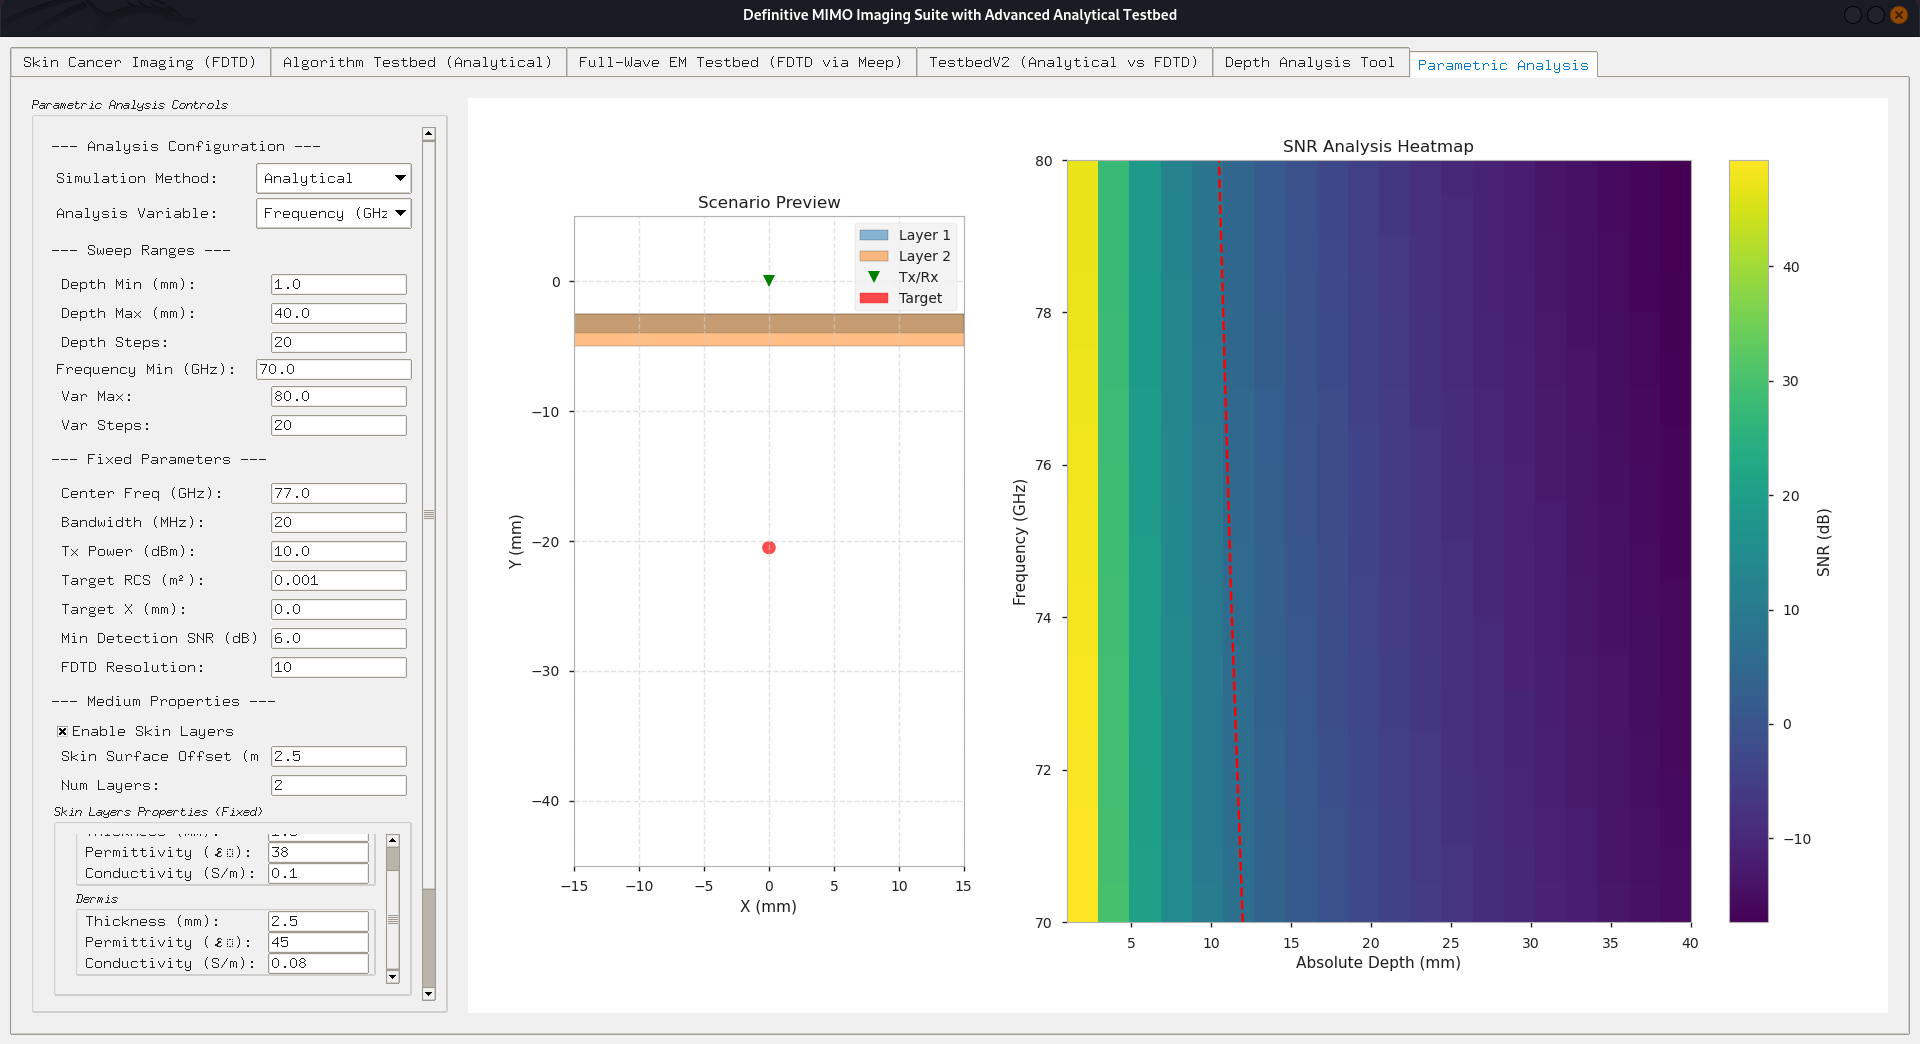 Definitive MIMO Imaging Suite with Advanced Analytical Testbed
Skin Cancer Imaging (FDTD)
Algorithm Testbed (Analytical)
Full-Wave EM Testbed (FDTD via Meep)
TestbedV2 (Analytical vs FDTD)
Depth Analysis Tool
Parametric Analysis
Parametric Analysis Controls
--- Analysis Configuration ---
Simulation Method: Analytical
Analysis Variable: Frequency (GHz
--- Sweep Ranges ---
Depth Min (mm): 1.0
Depth Max (mm): 40.0
Depth Steps: 20
Frequency Min (GHz): 70.0
Var Max: 80.0
Var Steps: 20
--- Fixed Parameters ---
Center Freq (GHz): 77.0
Bandwidth (MHz): 20
Tx Power (dBm): 10.0
Target RCS (m²): 0.001
Target X (mm): 0.0
Min Detection SNR (dB) 6.0
FDTD Resolution: 10
--- Medium Properties ---
Enable Skin Layers
Skin Surface Offset (m 2.5
Num Layers: 2
Skin Layers Properties (Fixed)
Thickness (mm):
Permittivity (ε): 38
Conductivity (S/m): 0.1
Dermis
Thickness (mm): 2.5
Permittivity (ε): 45
Conductivity (S/m): 0.08
Scenario Preview
Layer 1
Layer 2
Tx/Rx
Target
0
−10
−20
−30
−40
Y (mm)
−15 −10 −5 0 5 10 15
X (mm)
SNR Analysis Heatmap
80
78
76
74
72
70
Frequency (GHz)
5 10 15 20 25 30 35 40
Absolute Depth (mm)
40
30
20
10
0
−10
SNR (dB)